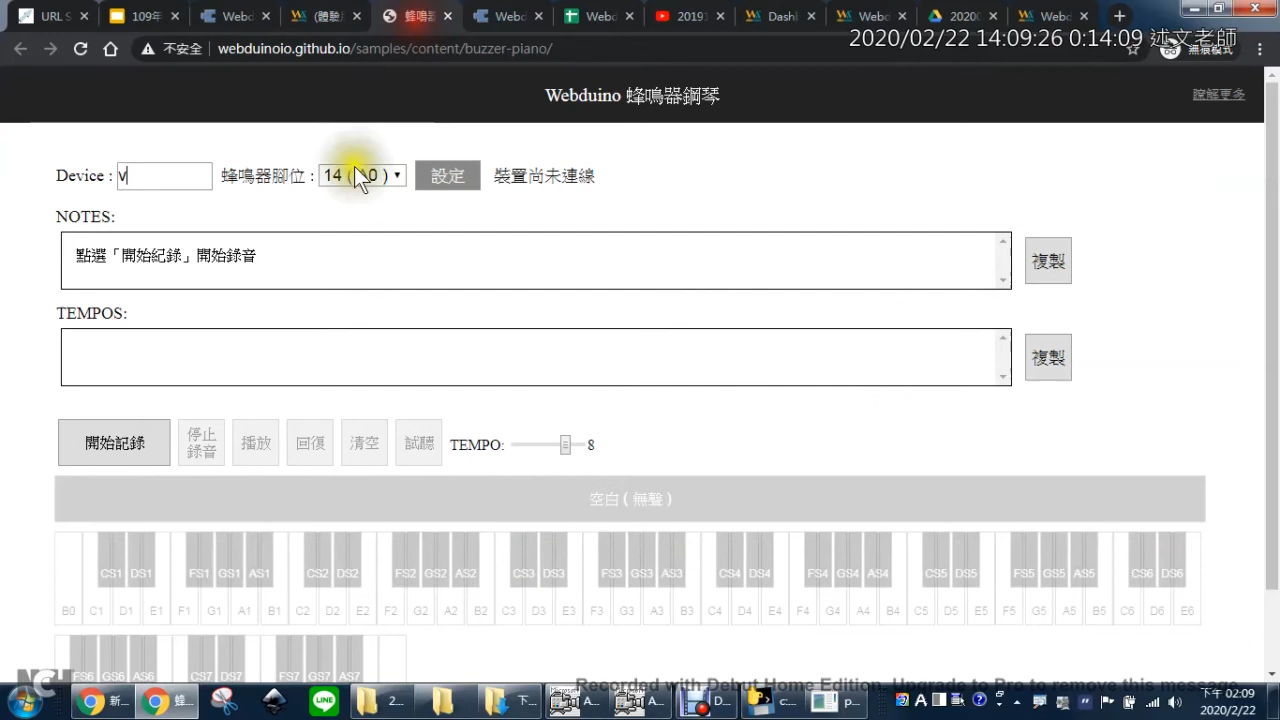 URL S
109年
Webd
(體驗
蜂鳴器
Webd
Webd
2019
Dash
Web
2020
Webd
不安全
webduinoio.github.io/samples/content/buzzer-piano/
無痕模式
2020/02/22 14:09:26 0:14:09 述文老師
Webduino 蜂鳴器鋼琴
瞭解更多
Device : v
蜂鳴器腳位 :
14 ( A0 )
設定
裝置尚未連線
NOTES:
點選「開始紀錄」開始錄音
複製
TEMPOS:
複製
開始記錄
停止
錄音
播放
回復
清空
試聽
TEMPO:
8
空白 ( 無聲 )
CS1 DS1 FS1 GS1 AS1 CS2 DS2 FS2 GS2 AS2 CS3 DS3 FS3 GS3 AS3 CS4 DS4 FS4 GS4 AS4 CS5 DS5 FS5 GS5 AS5 CS6 DS6
B0 C1 D1 E1 F1 G1 A1 B1 C2 D2 E2 F2 G2 A2 B2 C3 D3 E3 F3 G3 A3 B3 C4 D4 E4 F4 G4 A4 B4 C5 D5 E5 F5 G5 A5 B5 C6 D6 E6
FS6 GS6 AS6 CS7 DS7 FS7 GS7 AS7
NCH
Recorded with Debut Home Edition. Upgrade to Pro to remove this message
新
蜂
LINE
2...
下...
A...
A...
D...
c...
p...
下午 02:09
2020/2/22